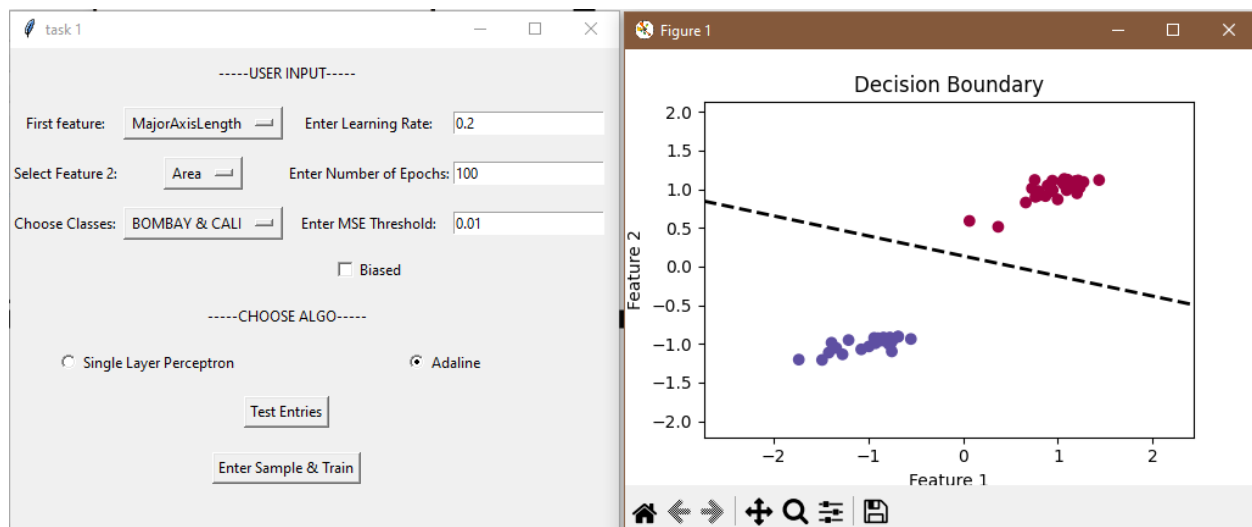 task 1
-----USER INPUT-----
First feature: MajorAxisLength Enter Learning Rate: 0.2
Select Feature 2: Area Enter Number of Epochs: 100
Choose Classes: BOMBAY & CALI Enter MSE Threshold: 0.01
Biased
-----CHOOSE ALGO-----
Single Layer Perceptron Adaline
Test Entries
Enter Sample & Train
Figure 1
Decision Boundary
2.0
1.5
1.0
0.5
0.0
−0.5
−1.0
−1.5
−2.0
Feature 2
−2 −1 0 1 2
Feature 1